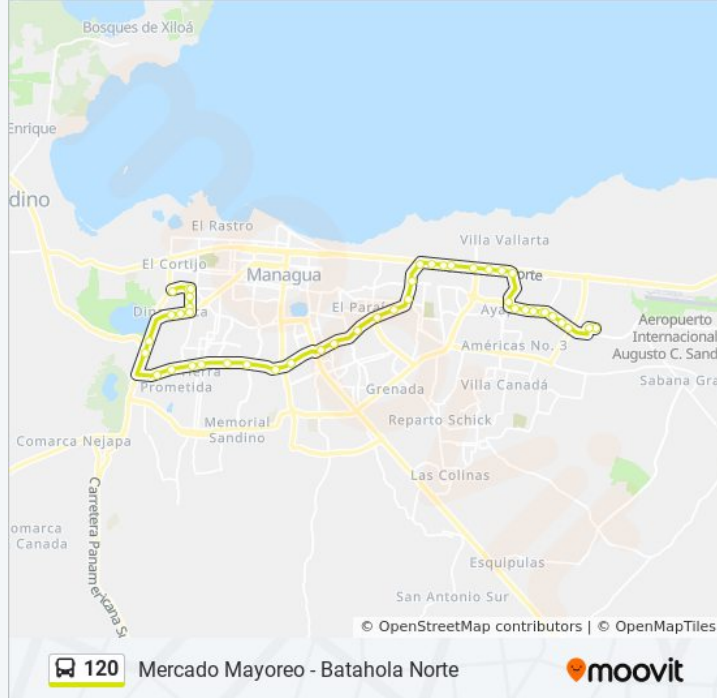 Bosques de Xiloá
Enrique
dino
El Rastro
Villa Vallarta
El Cortijo
Managua
orte
El Paraí
Aya
Aeropuerto
Internacional
Augusto C. Sand
Américas No. 3
Prometida
Grenada
Villa Canadá
Sabana Gra
Memorial
Sandino
Reparto Schick
Comarca Nejapa
Las Colinas
Carretera Panamericana Su
omarca
Canada
Esquipulas
San Antonio Sur
© OpenStreetMap contributors | © OpenMapTiles
120 Mercado Mayoreo - Batahola Norte
moovit